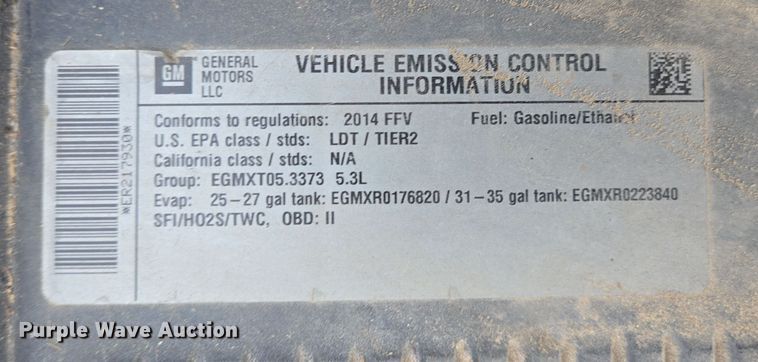 GM GENERAL MOTORS LLC
VEHICLE EMISSION CONTROL
INFORMATION
Conforms to regulations: 2014 FFV Fuel: Gasoline/Ethanol
U.S. EPA class / stds: LDT / TIER2
California class / stds: N/A
Group: EGMXT05.3373 5.3L
Evap: 25-27 gal tank: EGMXR0176820 / 31-35 gal tank: EGMXR0223840
SFI/HO2S/TWC, OBD: II
*ER217930*
Purple Wave Auction